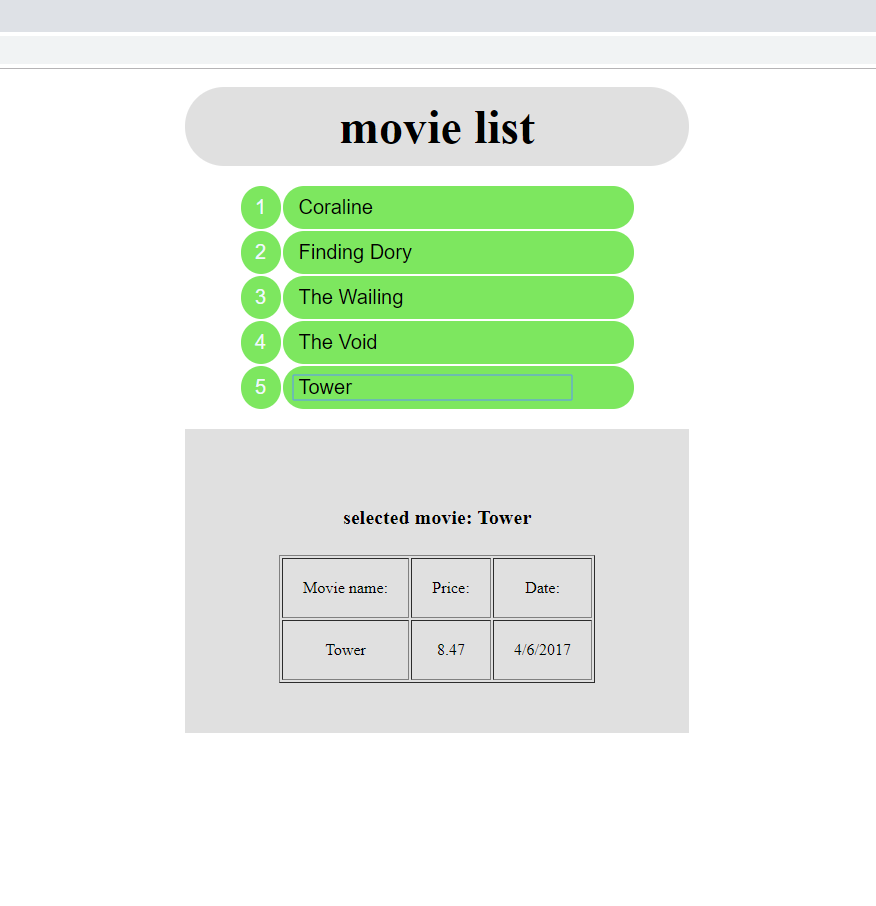 movie list
1 Coraline
2 Finding Dory
3 The Wailing
4 The Void
5 Tower
selected movie: Tower
Movie name: Price: Date:
Tower 8.47 4/6/2017